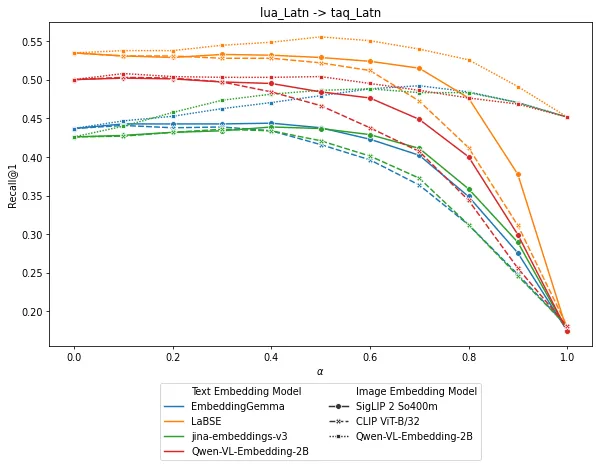 lua_Latn -> taq_Latn
Recall@1
0.55
0.50
0.45
0.40
0.35
0.30
0.25
0.20
0.0 0.2 0.4 0.6 0.8 1.0
α
Text Embedding Model
EmbeddingGemma
LaBSE
jina-embeddings-v3
Qwen-VL-Embedding-2B
Image Embedding Model
SigLIP 2 So400m
CLIP ViT-B/32
Qwen-VL-Embedding-2B